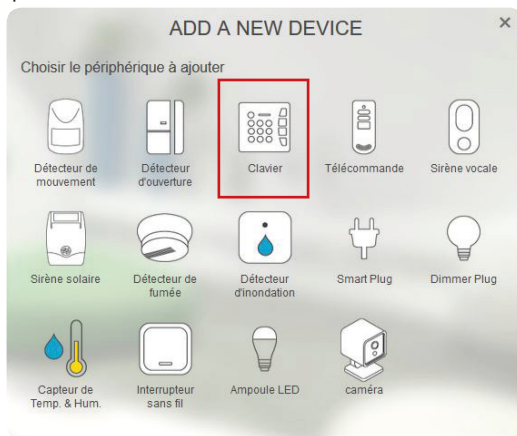 ADD A NEW DEVICE
×
Choisir le périphérique à ajouter
Détecteur de
mouvement
Détecteur
d'ouverture
Clavier
Télécommande
Sirène vocale
Sirène solaire
Détecteur de
fumée
Détecteur
d'inondation
Smart Plug
Dimmer Plug
Capteur de
Temp. & Hum.
Interrupteur
sans fil
Ampoule LED
caméra